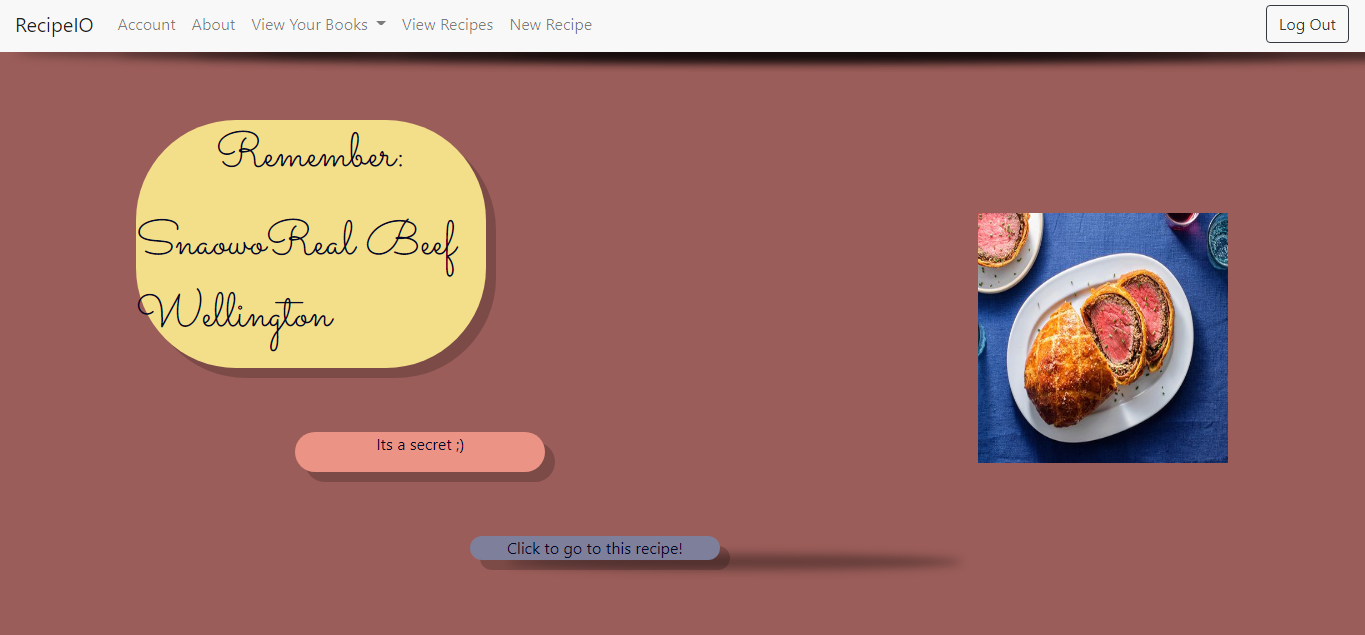 RecipeIO Account About View Your Books View Recipes New Recipe Log Out
Remember:
SnaowoReal Beef
Wellington
Its a secret ;)
Click to go to this recipe!